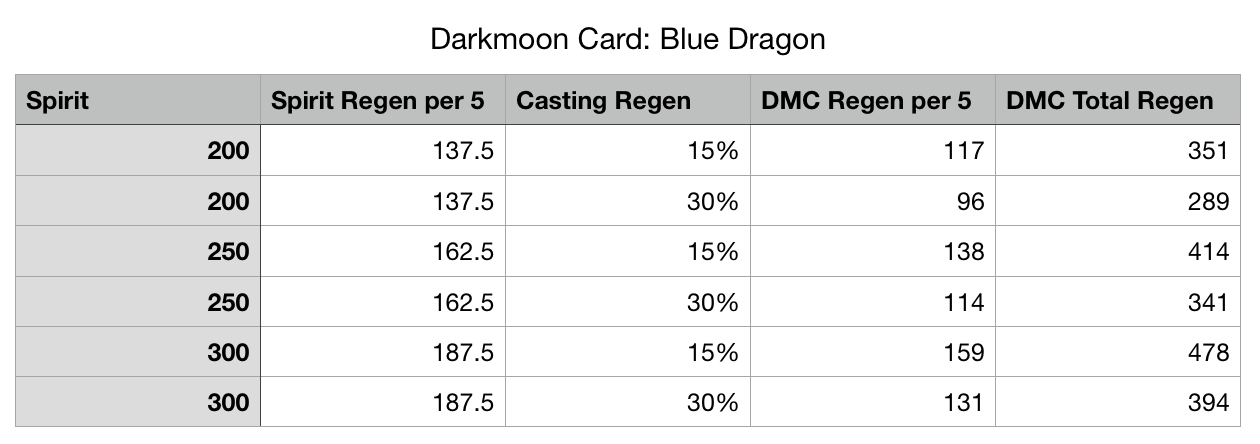 Darkmoon Card: Blue Dragon
Spirit Spirit Regen per 5 Casting Regen DMC Regen per 5 DMC Total Regen
200 137.5 15% 117 351
200 137.5 30% 96 289
250 162.5 15% 138 414
250 162.5 30% 114 341
300 187.5 15% 159 478
300 187.5 30% 131 394